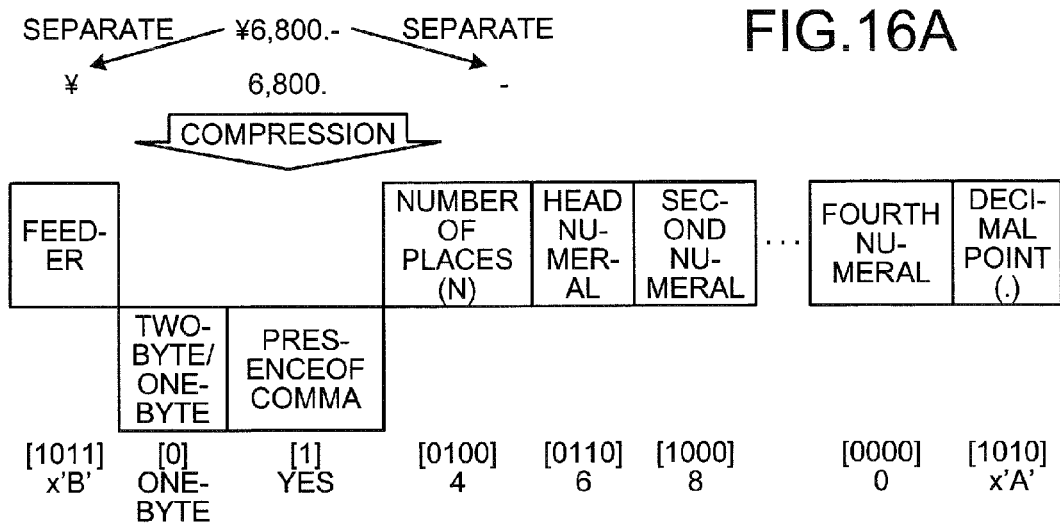 FIG.16A
SEPARATE ¥6,800.- SEPARATE
¥ 6,800. -
COMPRESSION
FEED-
ER
NUMBER
OF
PLACES
(N)
HEAD
NU-
MER-
AL
SEC-
OND
NU-
MERAL
...
FOURTH
NU-
MERAL
DECI-
MAL
POINT
(.)
TWO-
BYTE/
ONE-
BYTE
PRES-
ENCEOF
COMMA
[1011] [0] [1] [0100] [0110] [1000] [0000] [1010]
x'B' ONE- YES 4 6 8 0 x'A'
BYTE